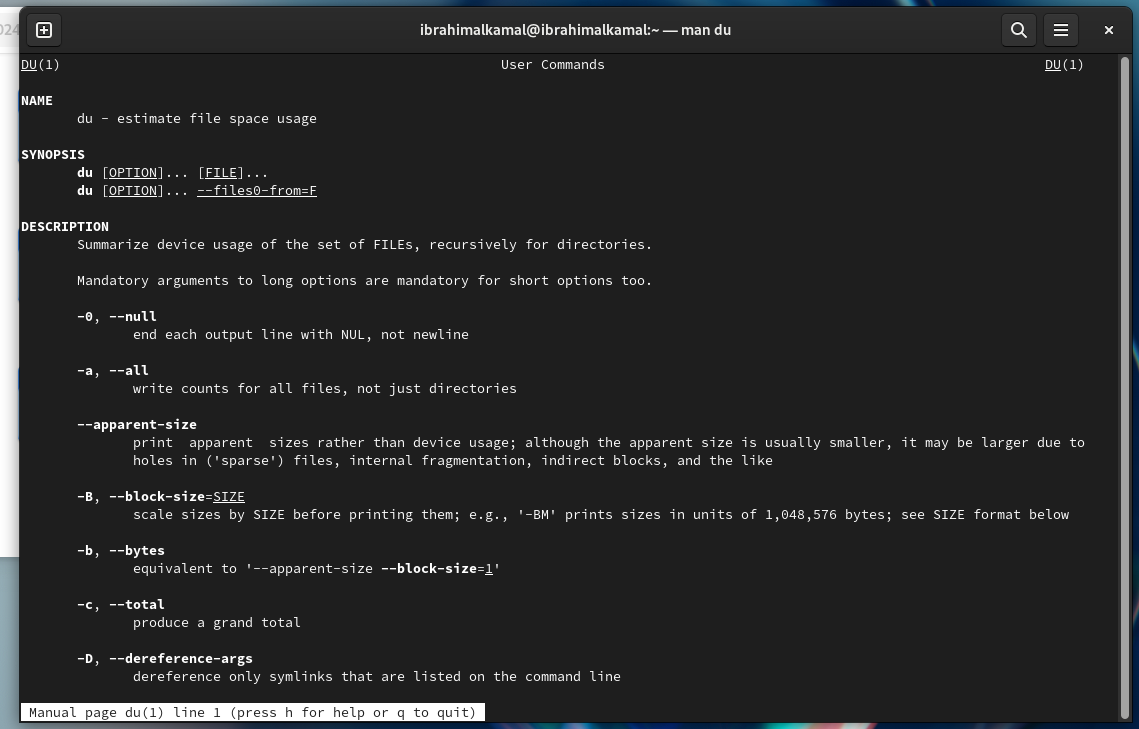 024
ibrahimalkamal@ibrahimalkamal:~ — man du
DU(1) User Commands DU(1)
NAME
du - estimate file space usage
SYNOPSIS
du [OPTION]... [FILE]...
du [OPTION]... --files0-from=F
DESCRIPTION
Summarize device usage of the set of FILEs, recursively for directories.
Mandatory arguments to long options are mandatory for short options too.
-0, --null
end each output line with NUL, not newline
-a, --all
write counts for all files, not just directories
--apparent-size
print  apparent  sizes rather than device usage; although the apparent size is usually smaller, it may be larger due to
holes in ('sparse') files, internal fragmentation, indirect blocks, and the like
-B, --block-size=SIZE
scale sizes by SIZE before printing them; e.g., '-BM' prints sizes in units of 1,048,576 bytes; see SIZE format below
-b, --bytes
equivalent to '--apparent-size --block-size=1'
-c, --total
produce a grand total
-D, --dereference-args
dereference only symlinks that are listed on the command line
Manual page du(1) line 1 (press h for help or q to quit)